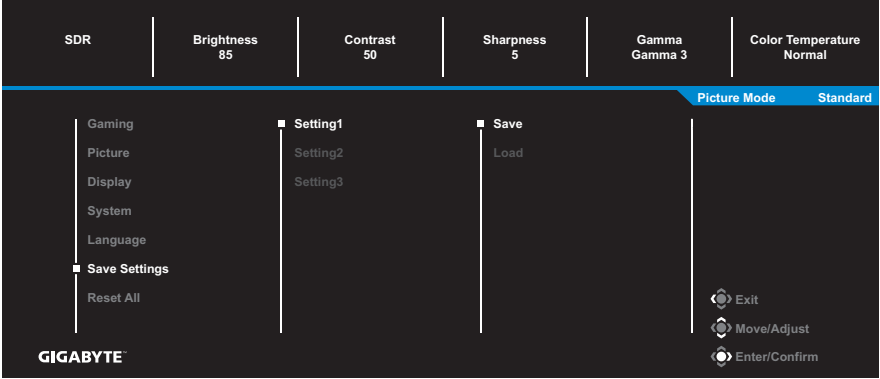 SDR Brightness Contrast Sharpness Gamma Color Temperature
85 50 5 Gamma 3 Normal
Picture Mode Standard
Gaming Setting1 Save
Picture Setting2 Load
Display Setting3
System
Language
Save Settings
Reset All
Exit
Move/Adjust
GIGABYTE™
Enter/Confirm